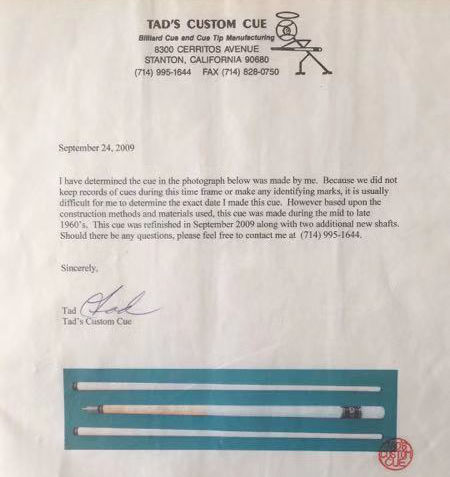 TAD'S CUSTOM CUE
Billiard Cue and Cue Tip Manufacturing
8300 CERRITOS AVENUE
STANTON, CALIFORNIA 90680
(714) 995-1644 FAX (714) 828-0750
September 24, 2009
I have determined the cue in the photograph below was made by me. Because we did not
keep records of cues during this time frame or make any identifying marks, it is usually
difficult for me to determine the exact date I made this cue. However based upon the
construction methods and materials used, this cue was made during the mid to late
1960's. This cue was refinished in September 2009 along with two additional new shafts.
Should there be any questions, please feel free to contact me at (714) 995-1644.
Sincerely,
Tad Tad
Tad's Custom Cue
CUSTOM
CUE